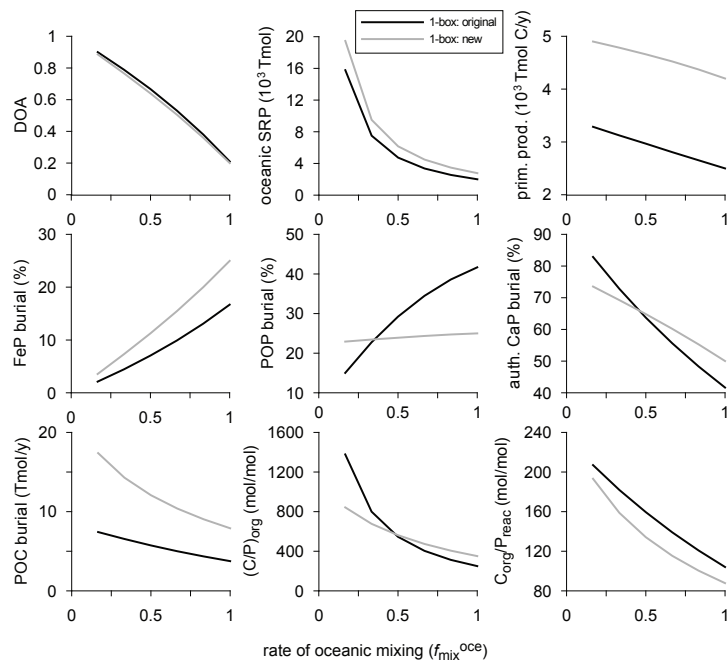 1-box: original
1-box: new
DOA
1
0.8
0.6
0.4
0.2
0
0 0.5 1
oceanic SRP (10³ Tmol)
20
16
12
8
4
0
0 0.5 1
prim. prod. (10³ Tmol C/y)
5
4
3
2
0 0.5 1
FeP burial (%)
30
20
10
0
0 0.5 1
POP burial (%)
50
40
30
20
10
0 0.5 1
auth. CaP burial (%)
90
80
70
60
50
40
0 0.5 1
POC burial (Tmol/y)
20
10
0
0 0.5 1
(C/P)org (mol/mol)
1600
1200
800
400
0
0 0.5 1
Corg/Preac (mol/mol)
240
200
160
120
80
0 0.5 1
rate of oceanic mixing (fmix^oce)